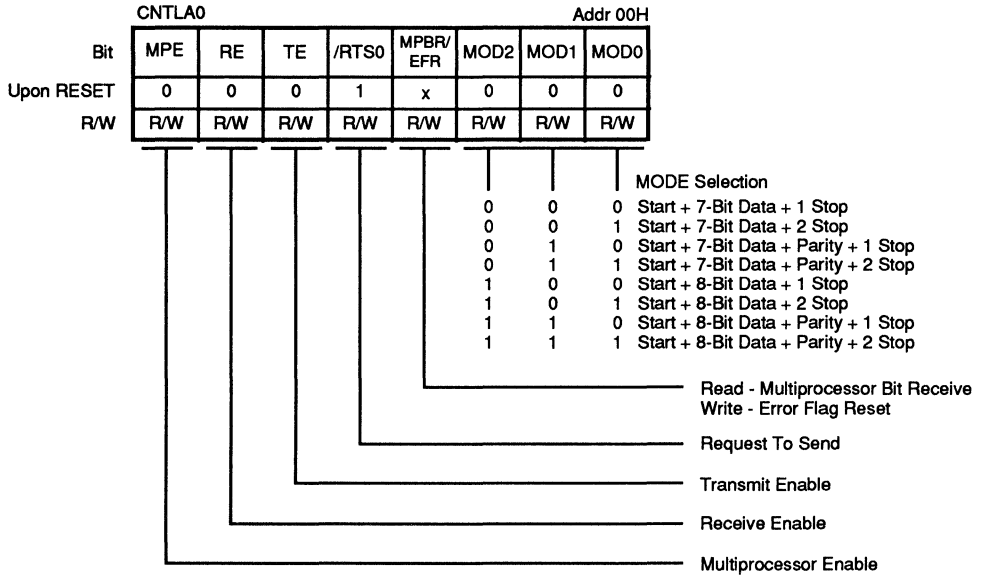 CNTLA0 Addr 00H
Bit MPE RE TE /RTS0 MPBR/ EFR MOD2 MOD1 MOD0
Upon RESET 0 0 0 1 x 0 0 0
R/W R/W R/W R/W R/W R/W R/W R/W R/W
MODE Selection
0 0 0 Start + 7-Bit Data + 1 Stop
0 0 1 Start + 7-Bit Data + 2 Stop
0 1 0 Start + 7-Bit Data + Parity + 1 Stop
0 1 1 Start + 7-Bit Data + Parity + 2 Stop
1 0 0 Start + 8-Bit Data + 1 Stop
1 0 1 Start + 8-Bit Data + 2 Stop
1 1 0 Start + 8-Bit Data + Parity + 1 Stop
1 1 1 Start + 8-Bit Data + Parity + 2 Stop
Read - Multiprocessor Bit Receive
Write - Error Flag Reset
Request To Send
Transmit Enable
Receive Enable
Multiprocessor Enable